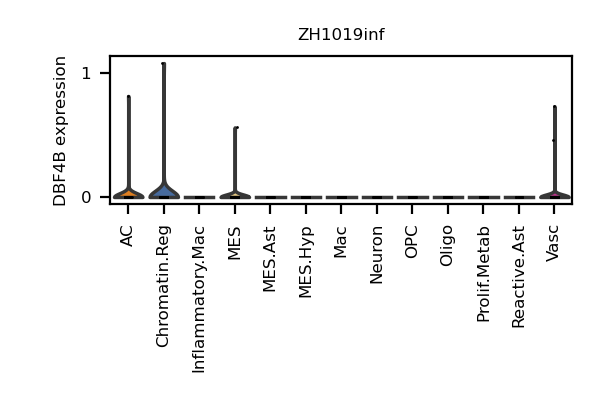 ZH1019inf
DBF4B expression
1
0
AC
Chromatin.Reg
Inflammatory.Mac
MES
MES.Ast
MES.Hyp
Mac
Neuron
OPC
Oligo
Prolif.Metab
Reactive.Ast
Vasc